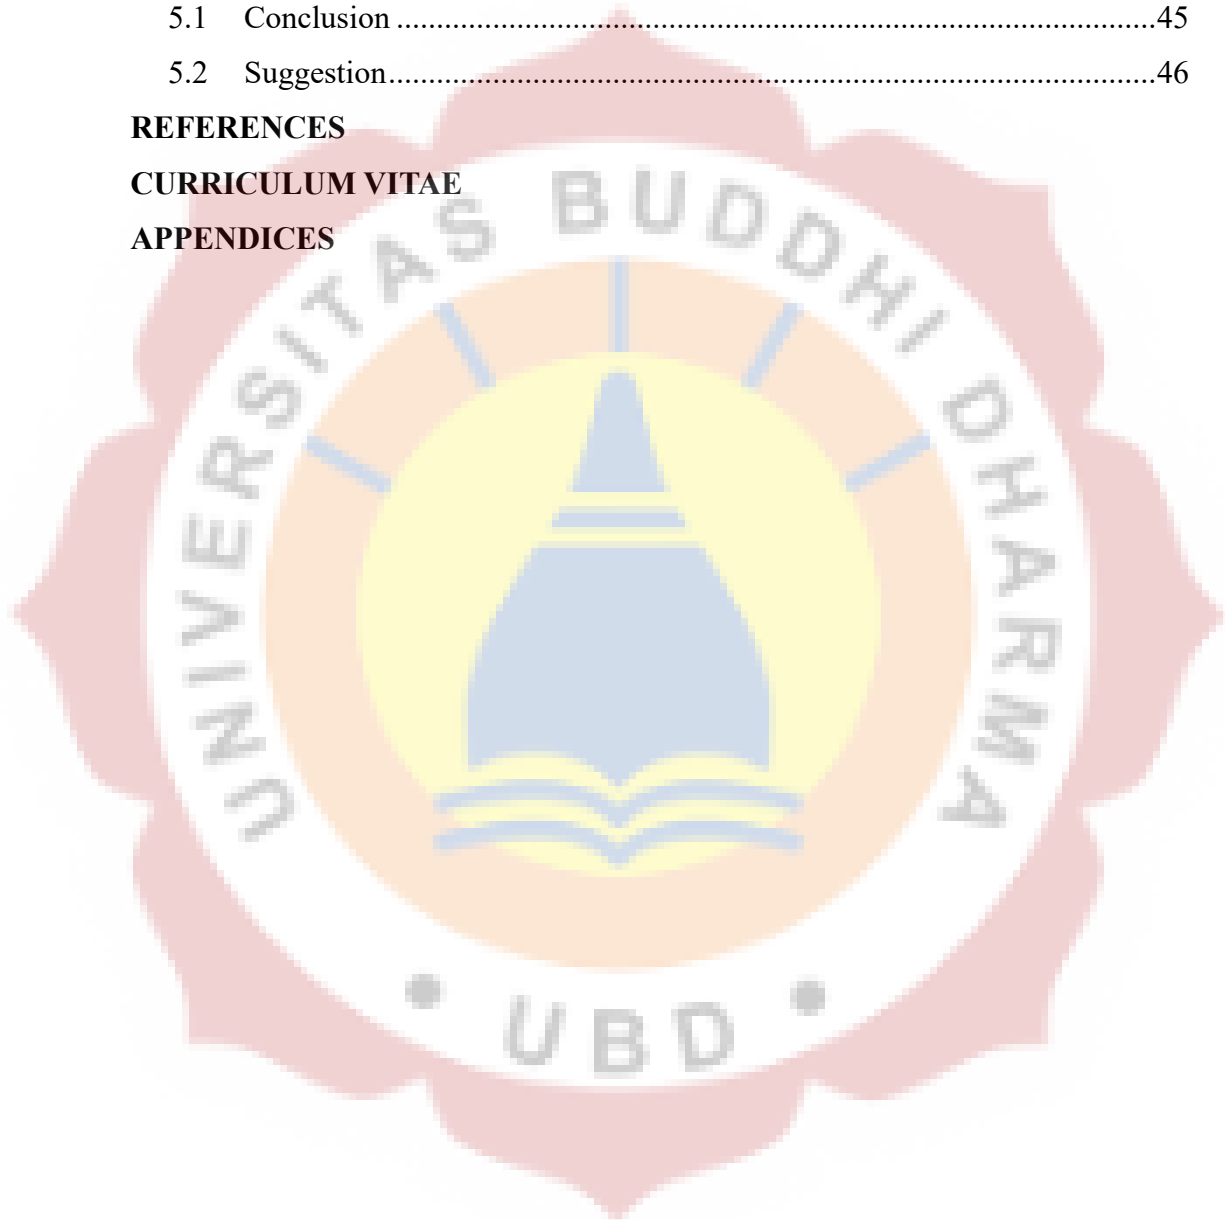 5.1 Conclusion ........................................................................................................45
5.2 Suggestion.........................................................................................................46
REFERENCES
CURRICULUM VITAE
APPENDICES
UNIVERSITAS BUDDHI DHARMA
• UBD •